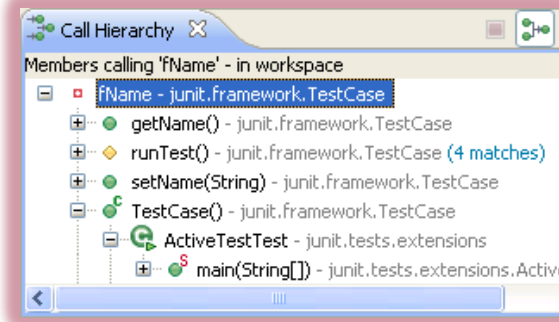 Call Hierarchy
Members calling 'fName' - in workspace
fName - junit.framework.TestCase
getName() - junit.framework.TestCase
runTest() - junit.framework.TestCase (4 matches)
setName(String) - junit.framework.TestCase
C TestCase() - junit.framework.TestCase
ActiveTestTest - junit.tests.extensions
S main(String[]) - junit.tests.extensions.Active